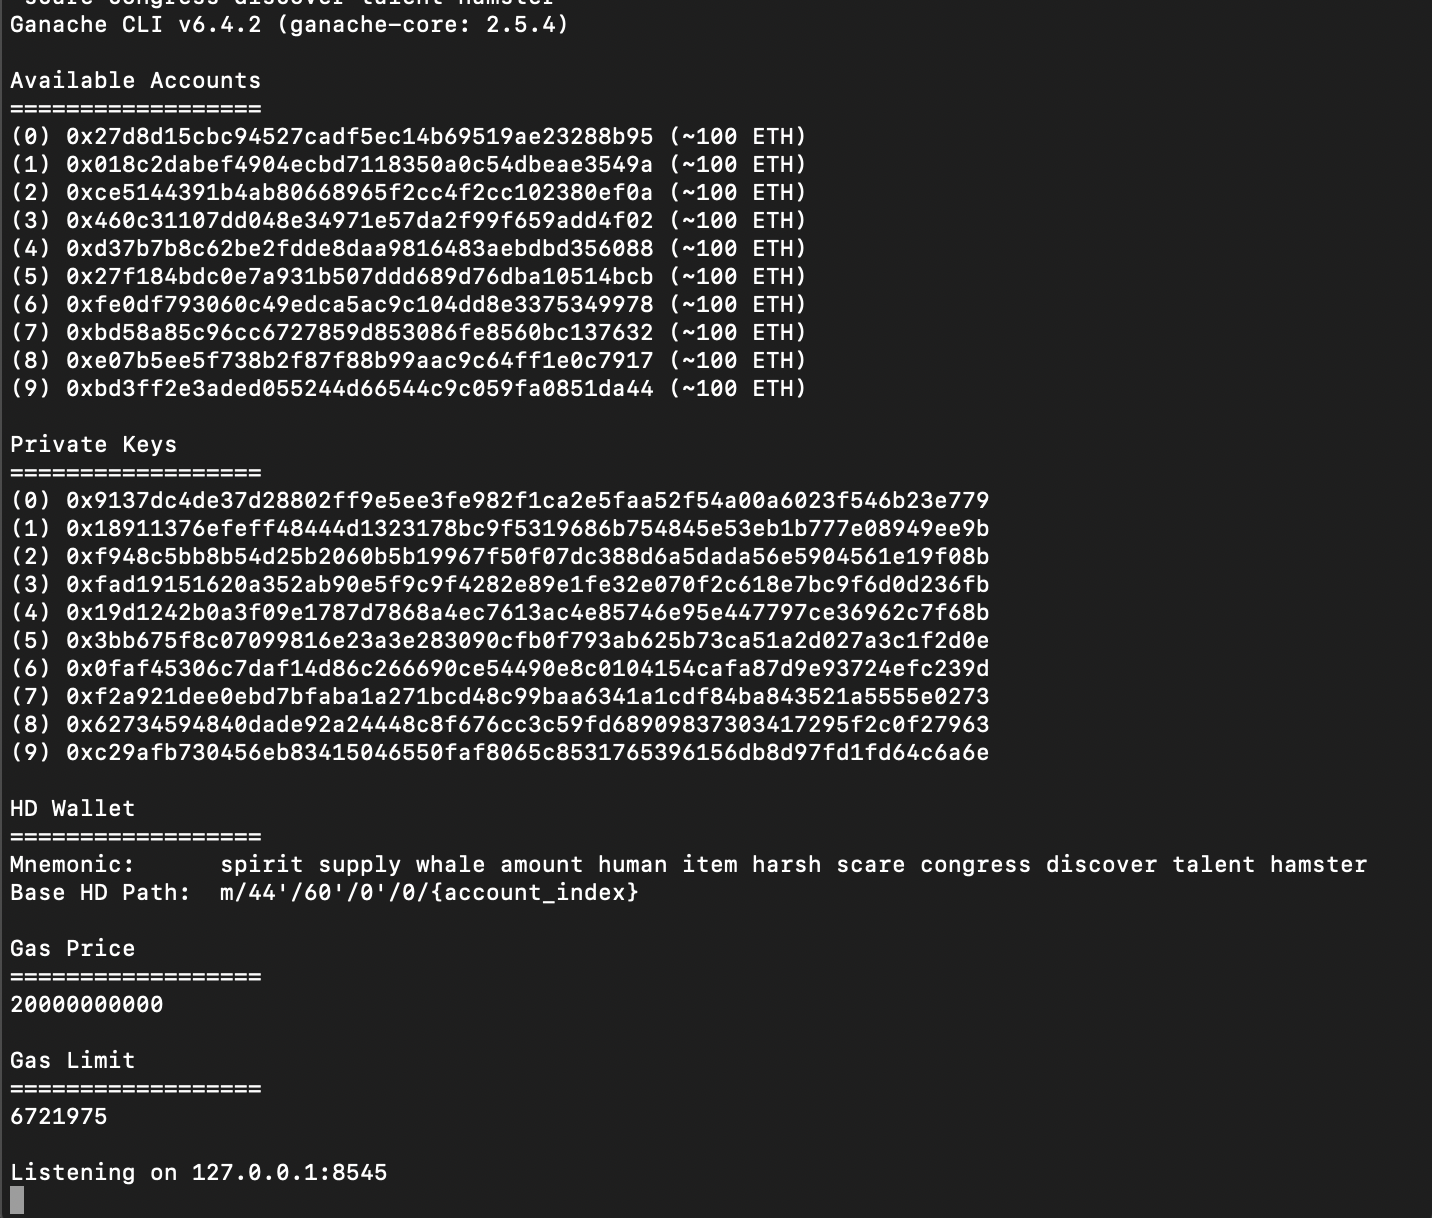 scare congress discover talent hamster
Ganache CLI v6.4.2 (ganache-core: 2.5.4)
Available Accounts
==================
(0) 0x27d8d15cbc94527cadf5ec14b69519ae23288b95 (~100 ETH)
(1) 0x018c2dabef4904ecbd7118350a0c54dbeae3549a (~100 ETH)
(2) 0xce5144391b4ab80668965f2cc4f2cc102380ef0a (~100 ETH)
(3) 0x460c31107dd048e34971e57da2f99f659add4f02 (~100 ETH)
(4) 0xd37b7b8c62be2fdde8daa9816483aebdbd356088 (~100 ETH)
(5) 0x27f184bdc0e7a931b507ddd689d76dba10514bcb (~100 ETH)
(6) 0xfe0df793060c49edca5ac9c104dd8e3375349978 (~100 ETH)
(7) 0xbd58a85c96cc6727859d853086fe8560bc137632 (~100 ETH)
(8) 0xe07b5ee5f738b2f87f88b99aac9c64ff1e0c7917 (~100 ETH)
(9) 0xbd3ff2e3aded055244d66544c9c059fa0851da44 (~100 ETH)
Private Keys
==================
(0) 0x9137dc4de37d28802ff9e5ee3fe982f1ca2e5faa52f54a00a6023f546b23e779
(1) 0x18911376efeff48444d1323178bc9f5319686b754845e53eb1b777e08949ee9b
(2) 0xf948c5bb8b54d25b2060b5b19967f50f07dc388d6a5dada56e5904561e19f08b
(3) 0xfad19151620a352ab90e5f9c9f4282e89e1fe32e070f2c618e7bc9f6d0d236fb
(4) 0x19d1242b0a3f09e1787d7868a4ec7613ac4e85746e95e447797ce36962c7f68b
(5) 0x3bb675f8c07099816e23a3e283090cfb0f793ab625b73ca51a2d027a3c1f2d0e
(6) 0x0faf45306c7daf14d86c266690ce54490e8c0104154cafa87d9e93724efc239d
(7) 0xf2a921dee0ebd7bfaba1a271bcd48c99baa6341a1cdf84ba843521a5555e0273
(8) 0x62734594840dade92a24448c8f676cc3c59fd68909837303417295f2c0f27963
(9) 0xc29afb730456eb83415046550faf8065c8531765396156db8d97fd1fd64c6a6e
HD Wallet
==================
Mnemonic:      spirit supply whale amount human item harsh scare congress discover talent hamster
Base HD Path:  m/44'/60'/0'/0/{account_index}
Gas Price
==================
20000000000
Gas Limit
==================
6721975
Listening on 127.0.0.1:8545